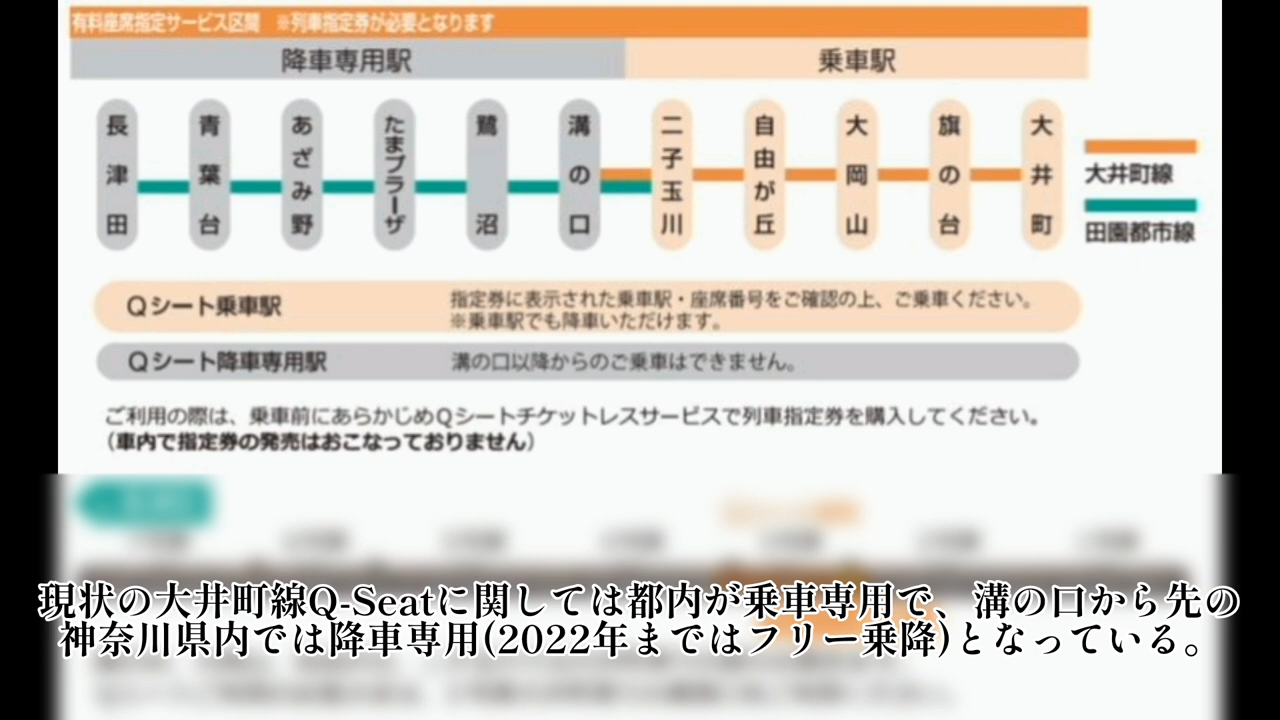 有料座席指定サービス区間　※列車指定券が必要となります
降車専用駅　乗車駅
長津田　青葉台　あざみ野　たまプラーザ　鷺沼　溝の口　二子玉川　自由が丘　大岡山　旗の台　大井町
大井町線
田園都市線
Qシート乗車駅　指定券に表示された乗車駅・座席番号をご確認の上、ご乗車ください。
※乗車駅でも降車いただけます。
Qシート降車専用駅　溝の口以降からのご乗車はできません。
ご利用の際は、乗車前にあらかじめQシートチケットレスサービスで列車指定券を購入してください。
（車内で指定券の発売はおこなっておりません）
現状の大井町線Q-Seatに関しては都内が乗車専用で、溝の口から先の
神奈川県内では降車専用(2022年まではフリー乗降)となっている。